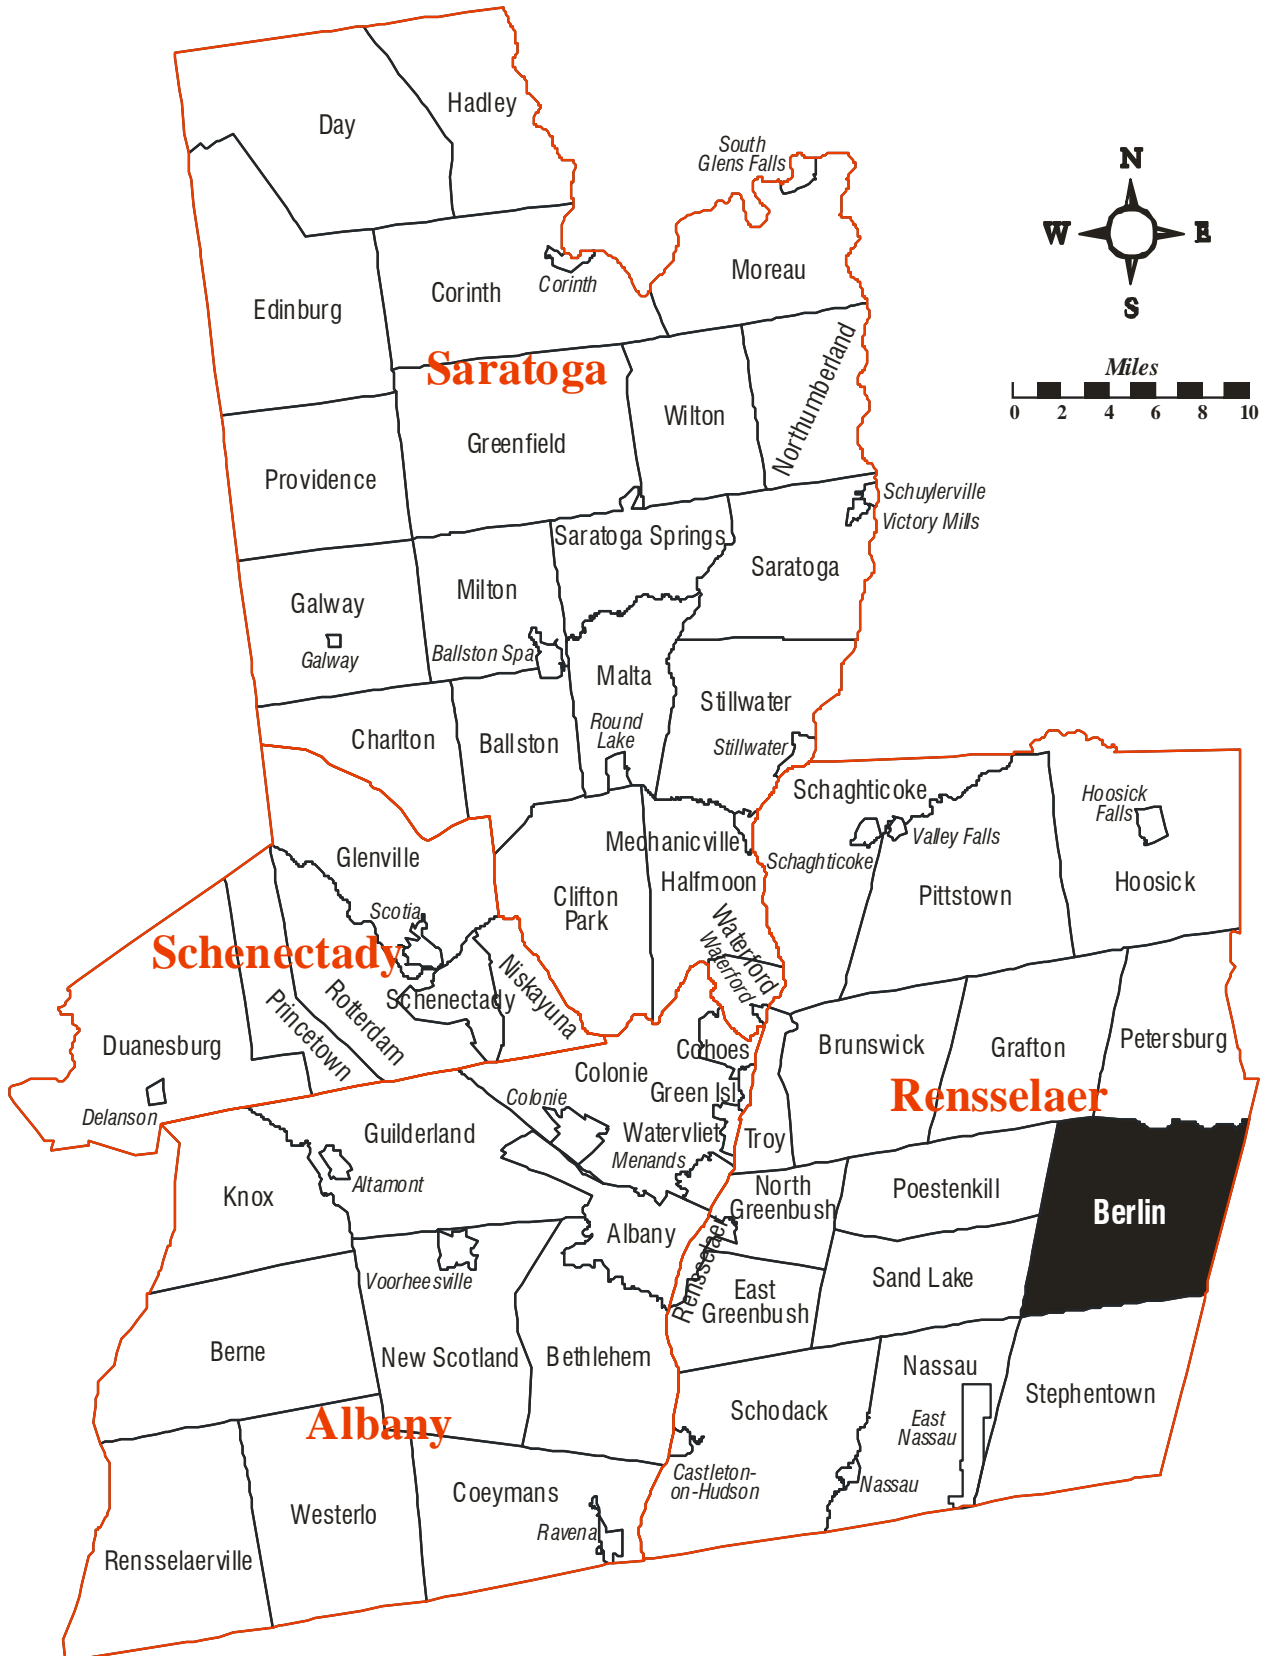 Hadley
Day
South
Glens Falls
N
W
E
S
Moreau
Edinburg
Corinth
Corinth
Miles
0 2 4 6 8 10
Saratoga
Northumberland
Wilton
Greenfield
Providence
Schuylerville
Victory Mills
Saratoga Springs
Saratoga
Milton
Galway
Galway
Ballston Spa
Malta
Stillwater
Round
Lake
Stillwater
Charlton
Ballston
Schaghticoke
Hoosick
Falls
Mechanicville
Valley Falls
Schaghticoke
Glenville
Halfmoon
Hoosick
Clifton
Park
Pittstown
Scotia
Waterford
Waterford
Schenectady
Niskayuna
Schenectady
Rotterdam
Princetown
Duanesburg
Cohoes
Brunswick
Grafton
Petersburg
Colonie
Green Isl.
Rensselaer
Colonie
Delanson
Guilderland
Watervliet
Troy
Menands
Altamont
Knox
North
Greenbush
Poestenkill
Berlin
Albany
Rensselaer
Voorheesville
Sand Lake
East
Greenbush
Berne
New Scotland
Bethlehem
Nassau
Stephentown
Schodack
Albany
East
Nassau
Castleton-
on-Hudson
Nassau
Coeymans
Westerlo
Ravena
Rensselaerville